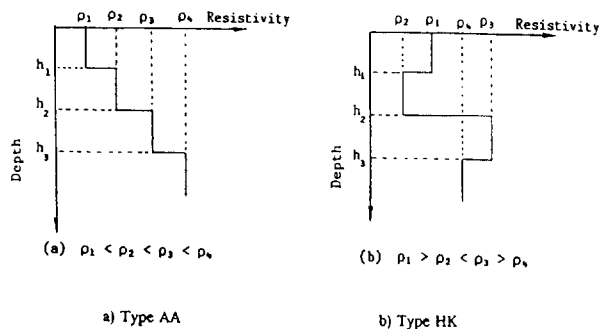 ρ₁ ρ₂ ρ₃ ρ₄ Resistivity
h₁
h₂
h₃
Depth
(a) ρ₁ < ρ₂ < ρ₃ < ρ₄
a) Type AA
ρ₂ ρ₁ ρ₄ ρ₃ Resistivity
h₁
h₂
h₃
Depth
(b) ρ₁ > ρ₂ < ρ₃ > ρ₄
b) Type HK